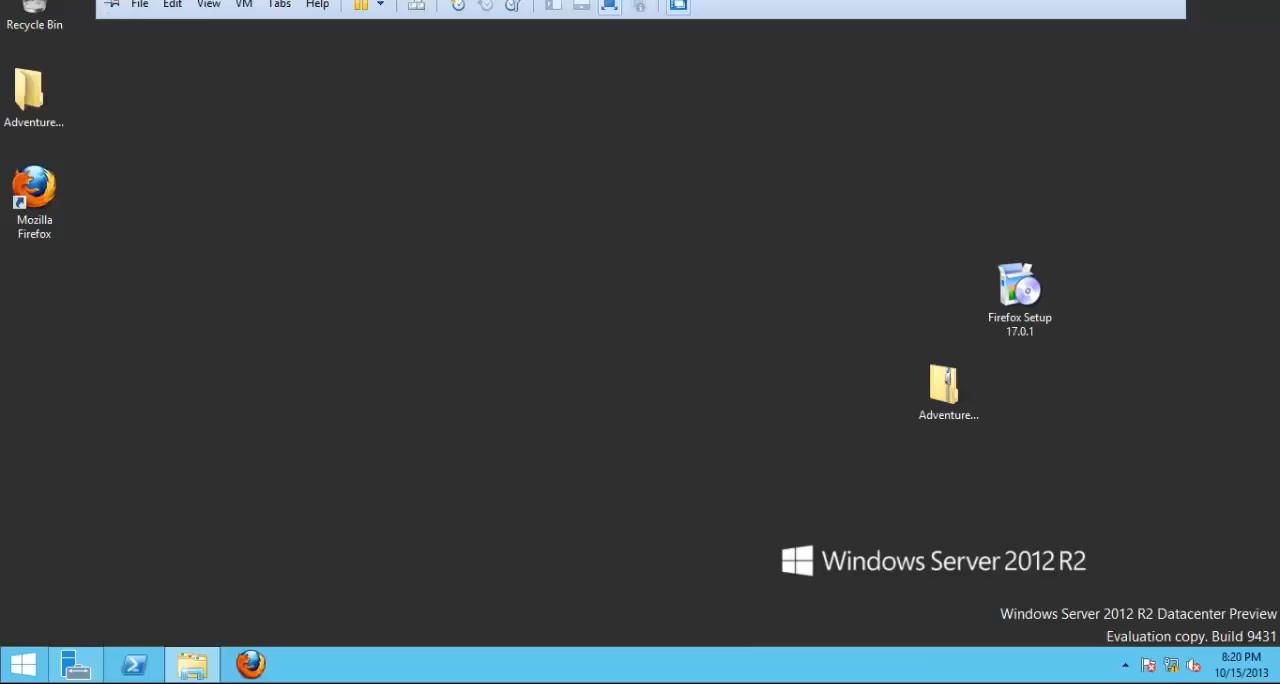 File Edit View VM Tabs Help
Recycle Bin
Adventure...
Mozilla
Firefox
Firefox Setup
17.0.1
Adventure...
Windows Server 2012 R2
Windows Server 2012 R2 Datacenter Preview
Evaluation copy. Build 9431
8:20 PM
10/15/2013